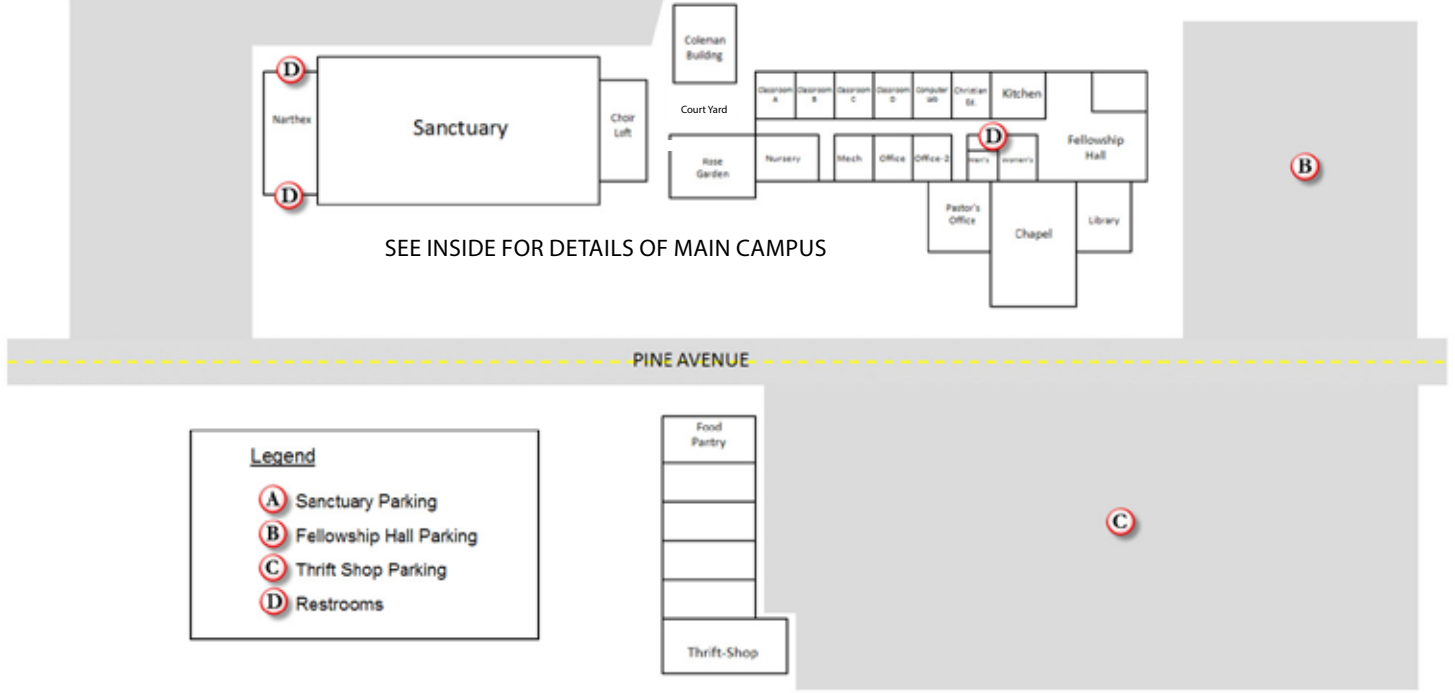 Coleman
Building
D
Classroom
A
Classroom
B
Classroom
C
Classroom
D
Computer
Lab
Christian
Ed.
Kitchen
Narthex
Sanctuary
Choir
Loft
Court Yard
D
Fellowship
Hall
Rose
Garden
Nursery
Mech
Office
Office-2
Men's
Women's
B
D
Pastor's
Office
Chapel
Library
SEE INSIDE FOR DETAILS OF MAIN CAMPUS
PINE AVENUE
Food
Pantry
Legend
A Sanctuary Parking
B Fellowship Hall Parking
C Thrift Shop Parking
D Restrooms
C
Thrift-Shop